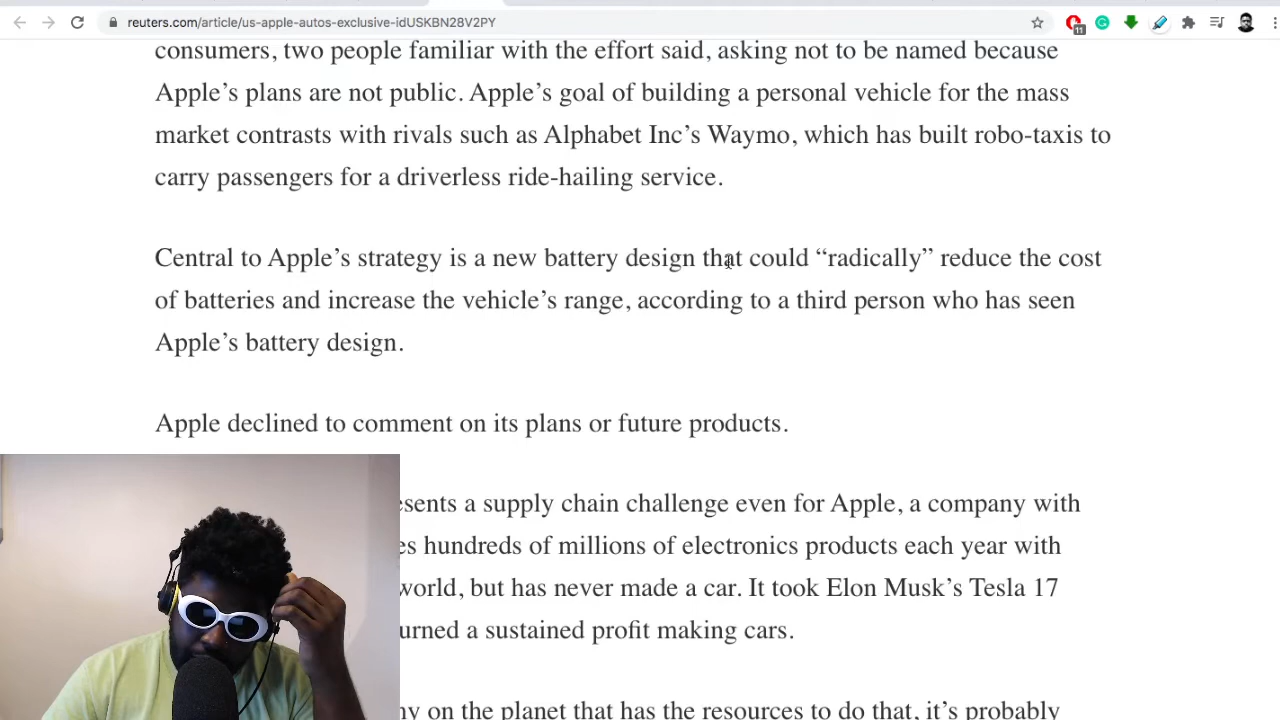 reuters.com/article/us-apple-autos-exclusive-idUSKBN28V2PY
11
consumers, two people familiar with the effort said, asking not to be named because
Apple’s plans are not public. Apple’s goal of building a personal vehicle for the mass
market contrasts with rivals such as Alphabet Inc’s Waymo, which has built robo-taxis to
carry passengers for a driverless ride-hailing service.
Central to Apple’s strategy is a new battery design that could “radically” reduce the cost
of batteries and increase the vehicle’s range, according to a third person who has seen
Apple’s battery design.
Apple declined to comment on its plans or future products.
a supply chain challenge even for Apple, a company with
hundreds of millions of electronics products each year with
world, but has never made a car. It took Elon Musk’s Tesla 17
a sustained profit making cars.
on the planet that has the resources to do that, it’s probably